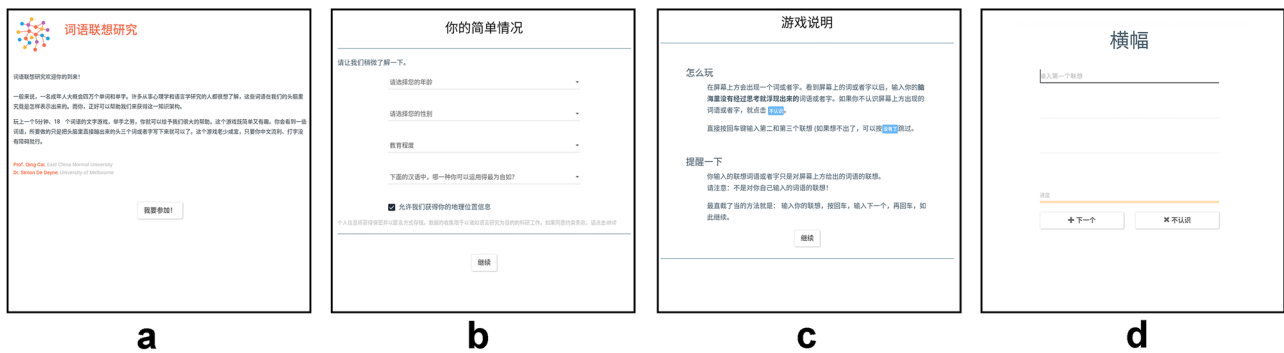 词语联想研究
词语联想研究欢迎你的到来！
一般来说，一名成年人大概会四万个单词和单学。许多从事心理学和语言学研究的人都很想了解，这些词语在我们的头脑里
究竟是怎样表示出来的。而你，正好可以帮助我们来获得这一知识架构。
玩上一个5分钟、18 个词语的文字游戏，举手之劳，你就可以给予我们很大的帮助。这个游戏既简单又有趣。你会看到一些
词语，所要做的只是把头脑里直接蹦出来的头三个词或者字写下来就可以了。这个游戏老少咸宜，只要你中文流利、打字没
有障碍就行。
Prof. Qing Cai, East China Normal University
Dr. Simon De Deyne, University of Melbourne
我要参加！
a
你的简单情况
请让我们稍微了解一下。
请选择您的年龄
请选择您的性别
教育程度
下面的汉语中，哪一种你可以运用得最为自如？
允许我们获得你的地理位置信息
继续
b
游戏说明
怎么玩
在屏幕上方会出现一个词或者字。看到屏幕上的词或者字以后，输入你的脑
海里没有经过思考就浮现出来的词语或者字。如果你不认识屏幕上方出现的
词语或者字，就点击 不认识。
直接按回车键输入第二和第三个联想 (如果想不出了，可以按没有了跳过。
提醒一下
你输入的联想词语或者字只是对屏幕上方给出的词语的联想。
请注意：不是对你自己输入的词语的联想！
最直截了当的方法就是： 输入你的联想，按回车，输入下一个，再回车，如
此继续。
继续
c
横幅
输入第一个联想
进度
下一个
不认识
d